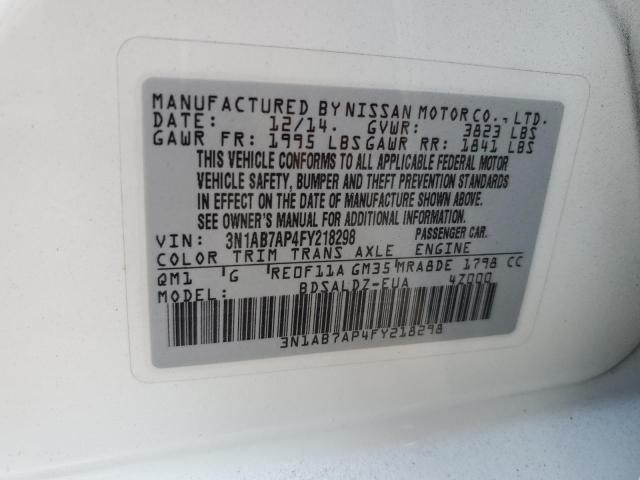 MANUFACTURED BY NISSAN MOTOR CO., LTD.
DATE: 12/14. GVWR: 3823 LBS
GAWR FR: 1995 LBS GAWR RR: 1841 LBS
THIS VEHICLE CONFORMS TO ALL APPLICABLE FEDERAL MOTOR
VEHICLE SAFETY, BUMPER AND THEFT PREVENTION STANDARDS
IN EFFECT ON THE DATE OF MANUFACTURE SHOWN ABOVE.
SEE OWNER'S MANUAL FOR ADDITIONAL INFORMATION.
VIN: 3N1AB7AP4FY218298 PASSENGER CAR.
COLOR TRIM TRANS AXLE ENGINE
QM1 G RE0F11A GM35 MRA8DE 1798 CC
MODEL: BDSALDZ-EUA 4Z000
3N1AB7AP4FY218298